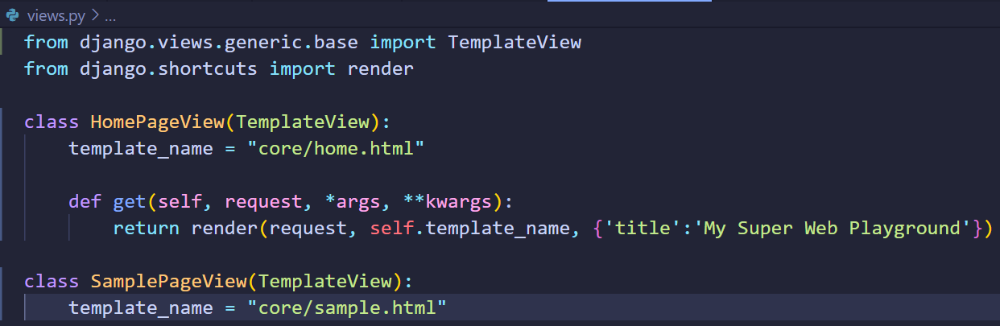 views.py > ...
from django.views.generic.base import TemplateView
from django.shortcuts import render
class HomePageView(TemplateView):
    template_name = "core/home.html"
    def get(self, request, *args, **kwargs):
        return render(request, self.template_name, {'title':'My Super Web Playground'})
class SamplePageView(TemplateView):
    template_name = "core/sample.html"